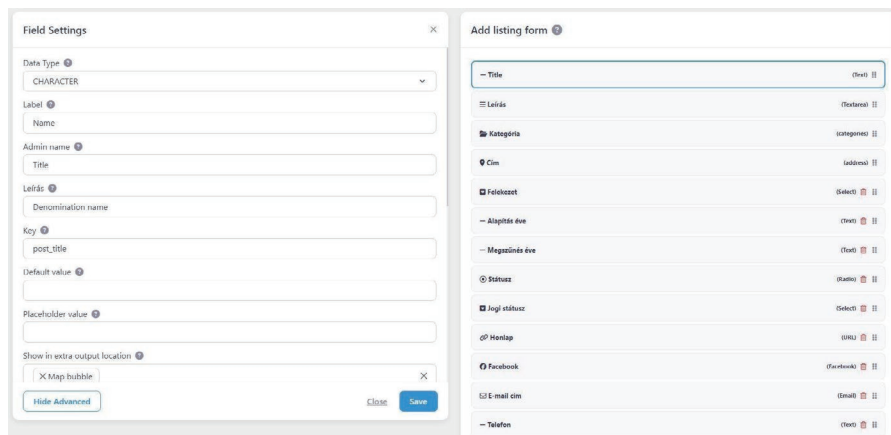 Field Settings
Data Type
CHARACTER
Label
Name
Admin name
Title
Leírás
Denomination name
Key
post_title
Default value
Placeholder value
Show in extra output location
Map bubble
Hide Advanced
Close
Save
Add listing form
Title (Text)
Leírás (Textarea)
Kategória (categories)
Cím (address)
Felekezet (Select)
Alapítás éve (Text)
Megszűnés éve (Text)
Státusz (Radio)
Jogi státusz (Select)
Honlap (URL)
Facebook (Facebook)
E-mail cím (Email)
Telefon (Text)